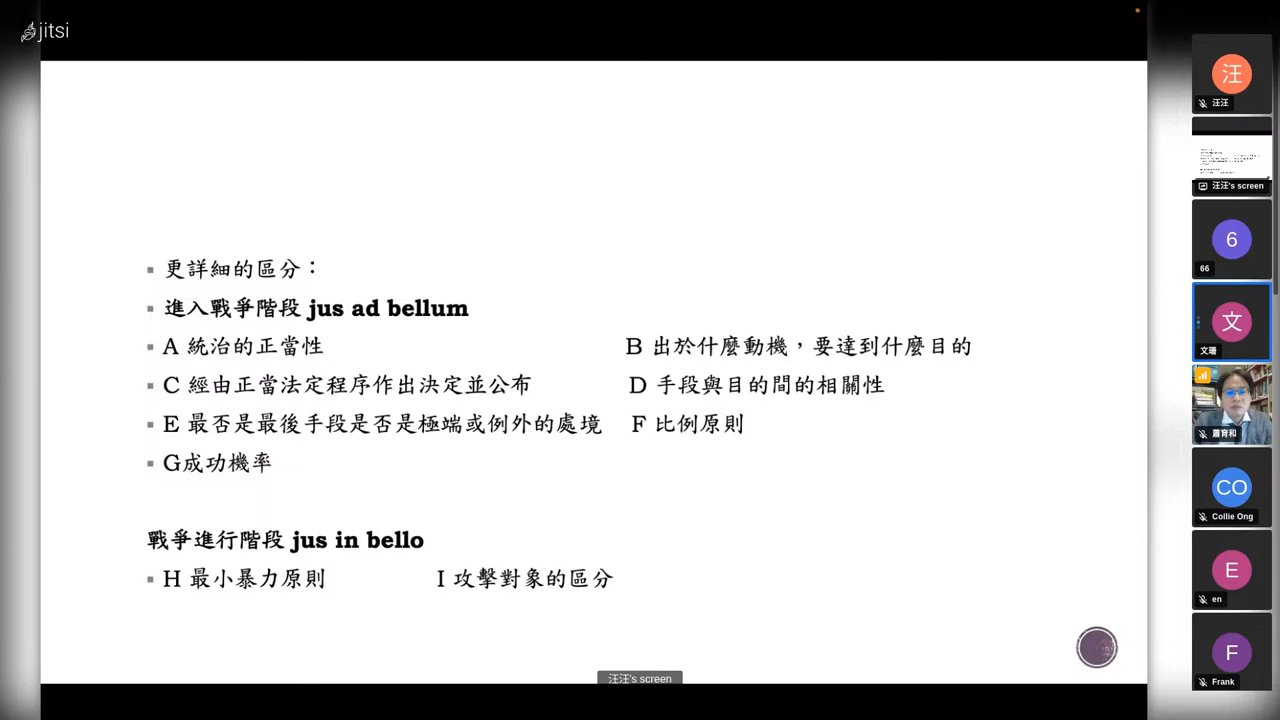 jitsi
更詳細的區分：
進入戰爭階段 jus ad bellum
A 統治的正當性 B 出於什麼動機，要達到什麼目的
C 經由正當法定程序作出決定並公布 D 手段與目的間的相關性
E 最否是最後手段是否是極端或例外的處境 F 比例原則
G成功機率
戰爭進行階段 jus in bello
H 最小暴力原則 I 攻擊對象的區分
汪汪's screen
汪
汪汪
汪汪's screen
6
66
文
文珊
蕭育和
CO
Collie Ong
E
en
F
Frank